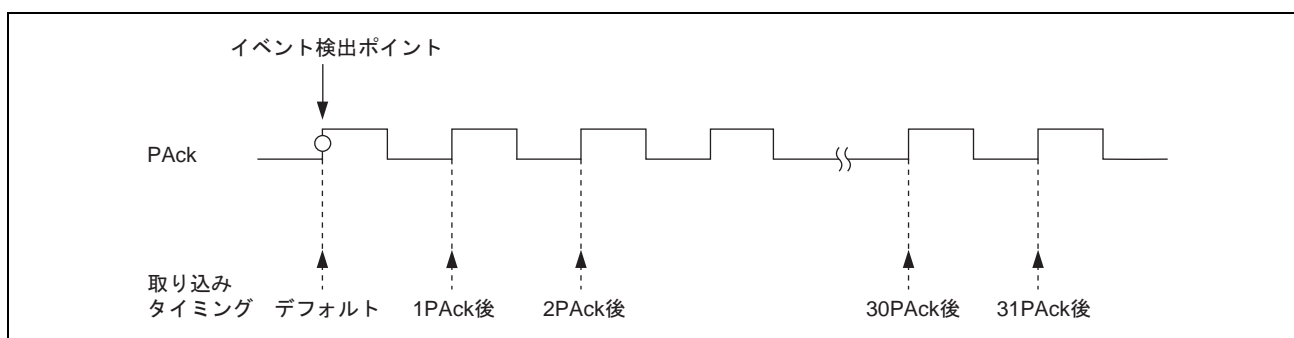 イベント検出ポイント
PAck
取り込み
タイミング デフォルト 1PAck後 2PAck後 30PAck後 31PAck後